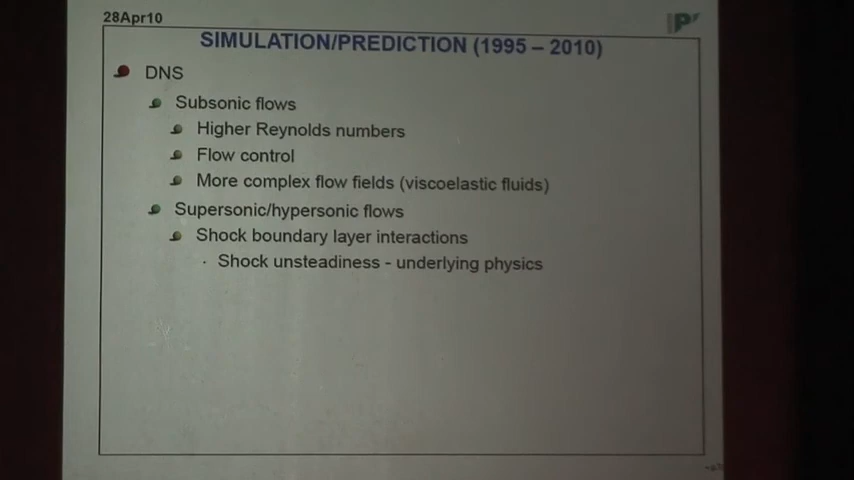 28Apr10
P'
SIMULATION/PREDICTION (1995 – 2010)
DNS
Subsonic flows
Higher Reynolds numbers
Flow control
More complex flow fields (viscoelastic fluids)
Supersonic/hypersonic flows
Shock boundary layer interactions
· Shock unsteadiness - underlying physics